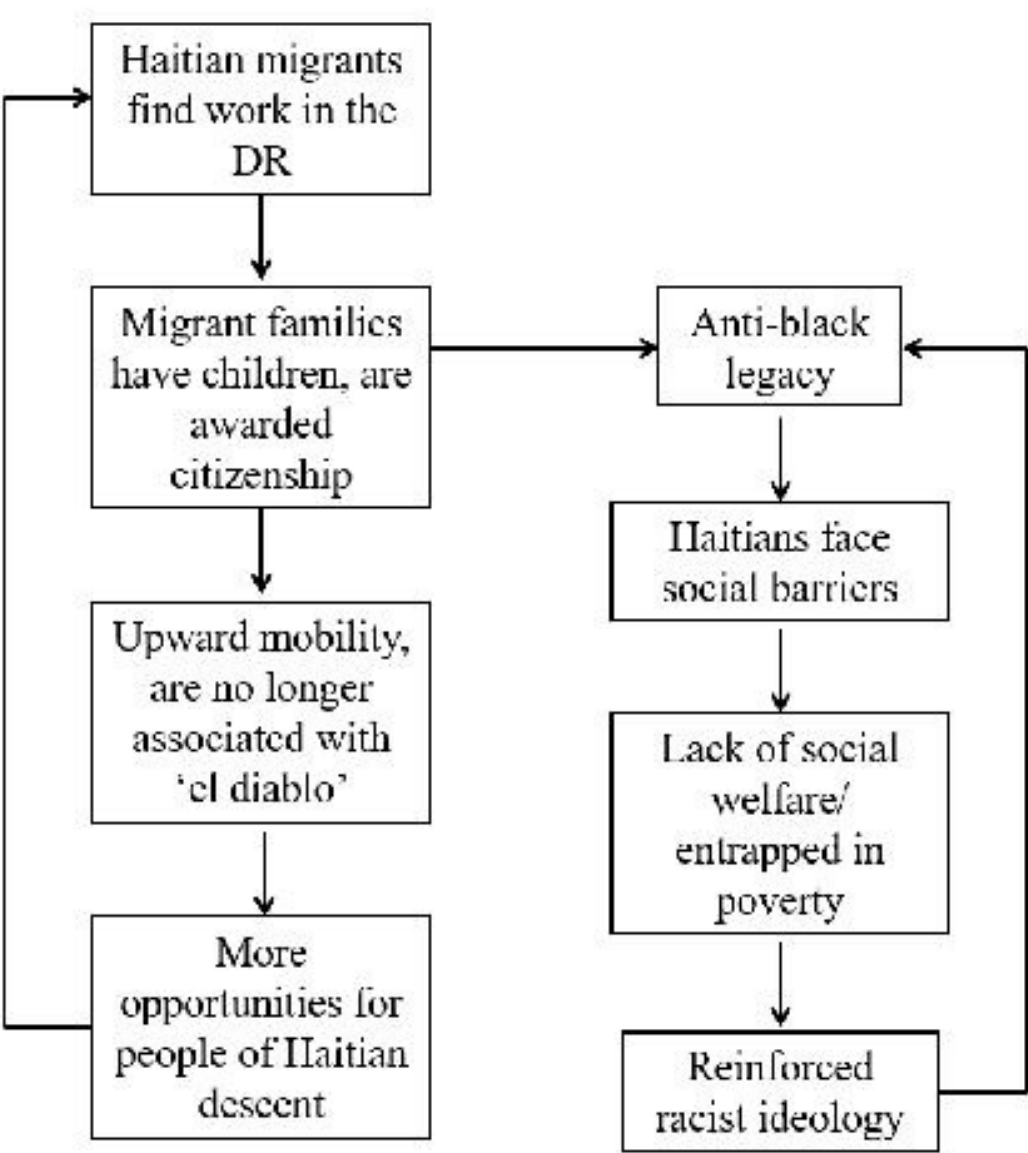 Haitian migrants
find work in the
DR
Migrant families
have children, are
awarded
citizenship
Upward mobility,
are no longer
associated with
‘el diablo’
More
opportunities for
people of Haitian
descent
Anti-black
legacy
Haitians face
social barriers
Lack of social
welfare/
entrapped in
poverty
Reinforced
racist ideology